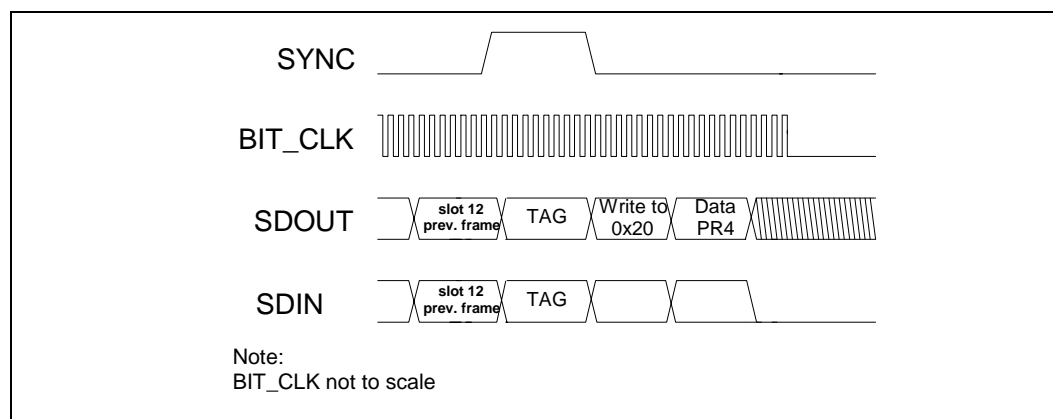 SYNC
BIT_CLK
SDOUT
slot 12
prev. frame
TAG
Write to
0x20
Data
PR4
SDIN
slot 12
prev. frame
TAG
Note:
BIT_CLK not to scale